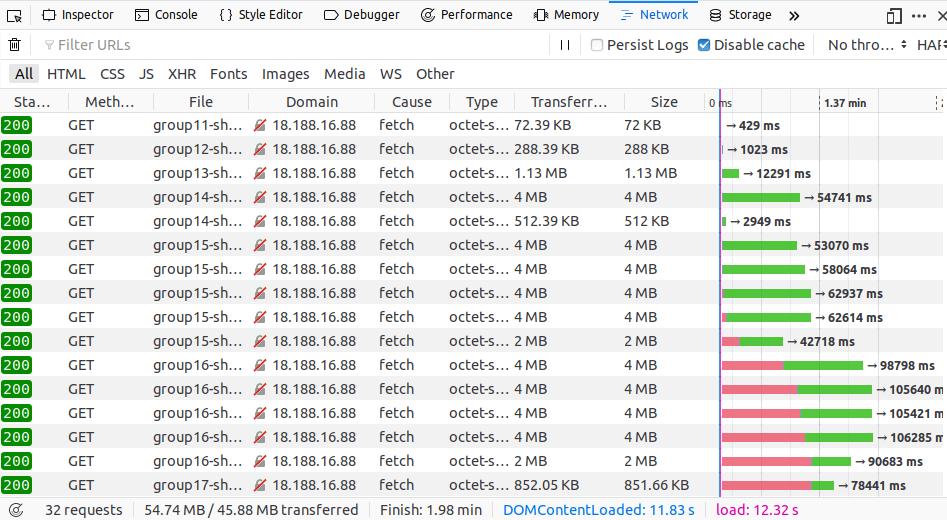 Inspector Console { } Style Editor Debugger Performance Memory Network Storage
Filter URLs Persist Logs Disable cache No thro... HAR
All HTML CSS JS XHR Fonts Images Media WS Other
Sta... Meth... File Domain Cause Type Transferr... Size 0 ms 1.37 min
200 GET group11-sh... 18.188.16.88 fetch octet-s... 72.39 KB 72 KB → 429 ms
200 GET group12-sh... 18.188.16.88 fetch octet-s... 288.39 KB 288 KB → 1023 ms
200 GET group13-sh... 18.188.16.88 fetch octet-s... 1.13 MB 1.13 MB → 12291 ms
200 GET group14-sh... 18.188.16.88 fetch octet-s... 4 MB 4 MB → 54741 ms
200 GET group14-sh... 18.188.16.88 fetch octet-s... 512.39 KB 512 KB → 2949 ms
200 GET group15-sh... 18.188.16.88 fetch octet-s... 4 MB 4 MB → 53070 ms
200 GET group15-sh... 18.188.16.88 fetch octet-s... 4 MB 4 MB → 58064 ms
200 GET group15-sh... 18.188.16.88 fetch octet-s... 4 MB 4 MB → 62937 ms
200 GET group15-sh... 18.188.16.88 fetch octet-s... 4 MB 4 MB → 62614 ms
200 GET group15-sh... 18.188.16.88 fetch octet-s... 2 MB 2 MB → 42718 ms
200 GET group16-sh... 18.188.16.88 fetch octet-s... 4 MB 4 MB → 98798 ms
200 GET group16-sh... 18.188.16.88 fetch octet-s... 4 MB 4 MB → 105640 m
200 GET group16-sh... 18.188.16.88 fetch octet-s... 4 MB 4 MB → 105421 m
200 GET group16-sh... 18.188.16.88 fetch octet-s... 4 MB 4 MB → 106285 m
200 GET group16-sh... 18.188.16.88 fetch octet-s... 2 MB 2 MB → 90683 ms
200 GET group17-sh... 18.188.16.88 fetch octet-s... 852.05 KB 851.66 KB → 78441 ms
32 requests 54.74 MB / 45.88 MB transferred Finish: 1.98 min DOMContentLoaded: 11.83 s load: 12.32 s